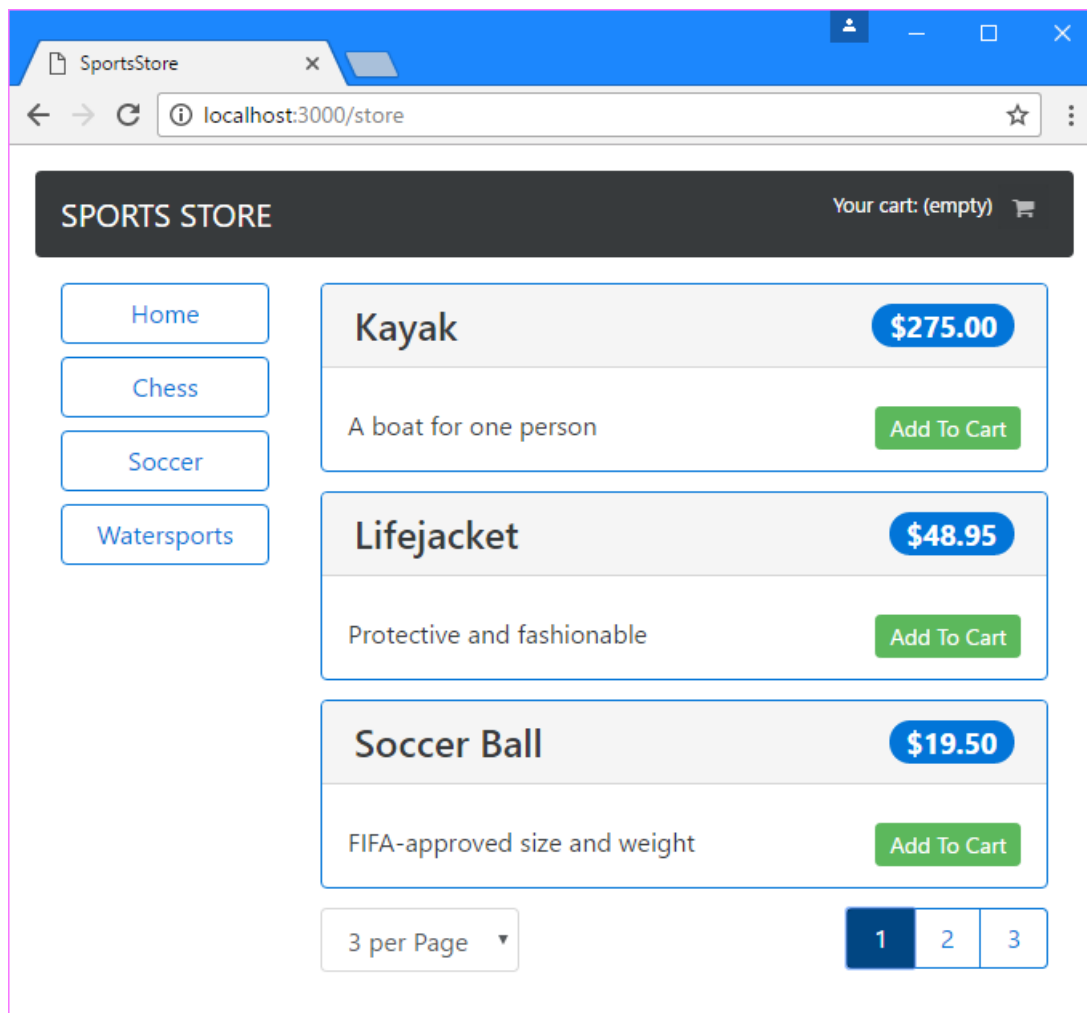 SportsStore
localhost:3000/store
SPORTS STORE
Your cart: (empty)
Home
Chess
Soccer
Watersports
Kayak
$275.00
A boat for one person
Add To Cart
Lifejacket
$48.95
Protective and fashionable
Add To Cart
Soccer Ball
$19.50
FIFA-approved size and weight
Add To Cart
3 per Page
1 2 3